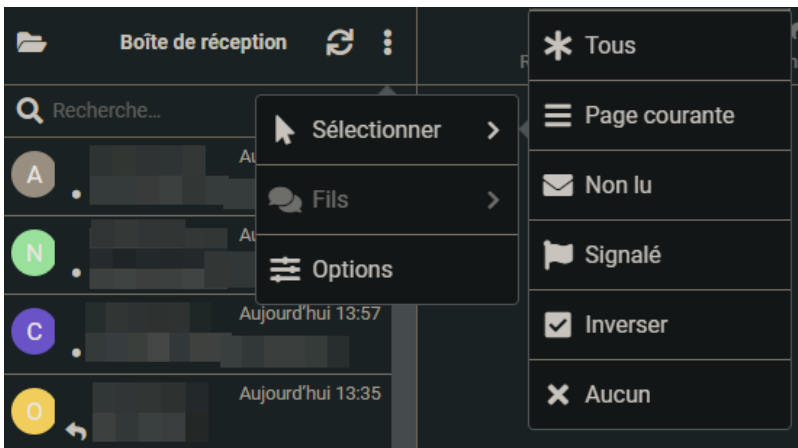 Boîte de réception
Recherche…
A
N
Aujourd'hui 13:57
C
Aujourd'hui 13:35
O
Sélectionner
Fils
Options
Tous
Page courante
Non lu
Signalé
Inverser
Aucun